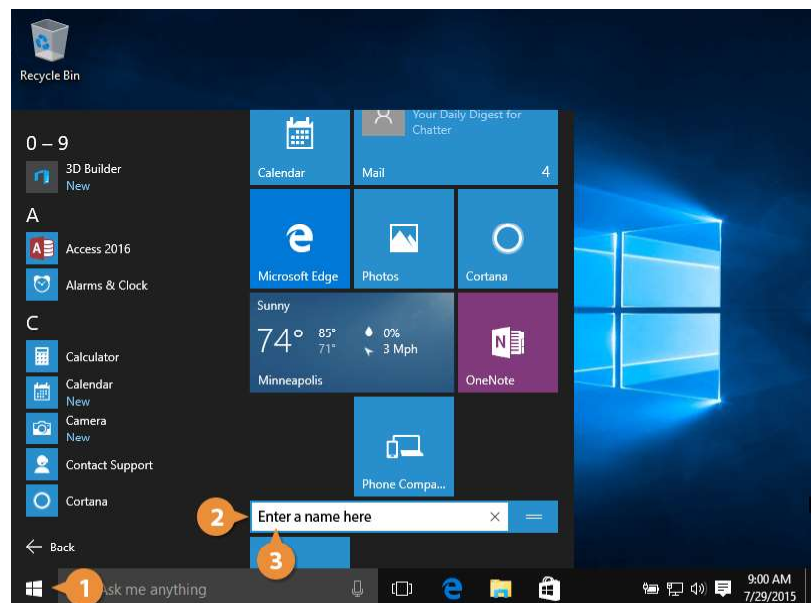 Recycle Bin
0 – 9
3D Builder
New
A
Access 2016
Alarms & Clock
C
Calculator
Calendar
New
Camera
New
Contact Support
Cortana
Back
Your Daily Digest for
Chatter
Calendar
Mail
4
Microsoft Edge
Photos
Cortana
Sunny
74° 85° 0%
71° 3 Mph
Minneapolis
OneNote
Phone Compa...
2 Enter a name here
3
1 Ask me anything
9:00 AM
7/29/2015